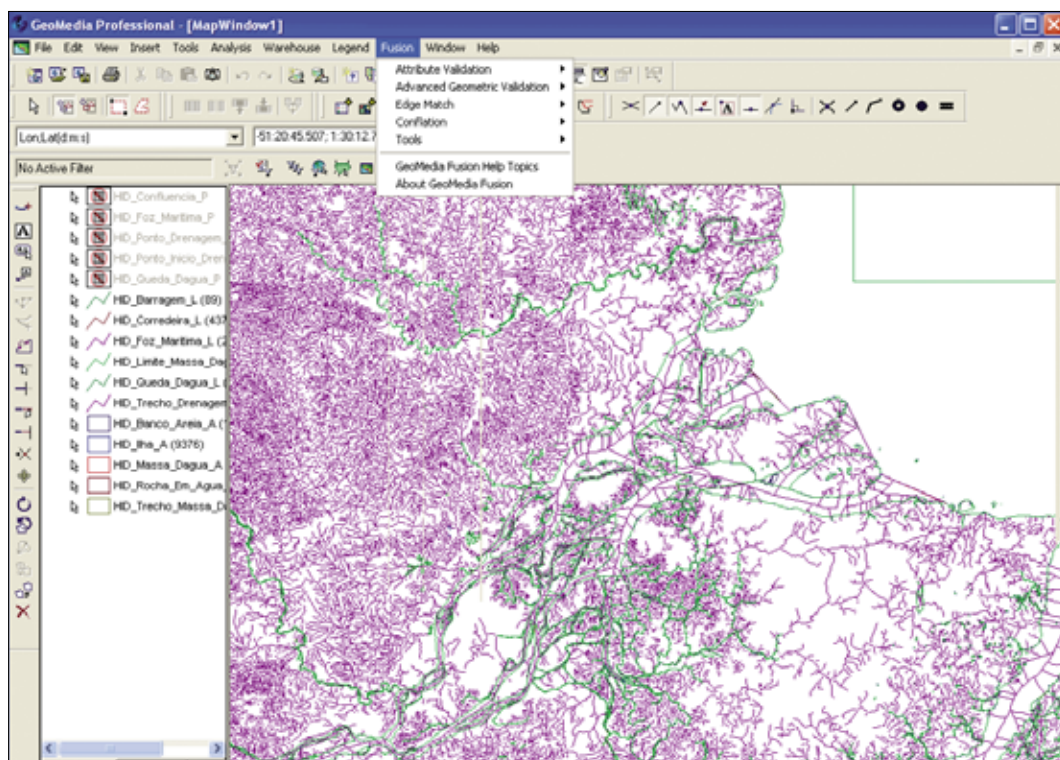 GeoMedia Professional - [MapWindow1]
File Edit View Insert Tools Analysis Warehouse Legend Fusion Window Help
Attribute Validation
Advanced Geometric Validation
Edge Match
Conflation
Tools
GeoMedia Fusion Help Topics
About GeoMedia Fusion
Lon,Lat(d:m:s)
-51:20:45.507; 1:30:12.7
No Active Filter
HID_Confluencia_P
HID_Foz_Maritima_P
HID_Ponto_Drenagem_
HID_Ponto_Inicio_Dren
HID_Queda_Dagua_P
HID_Barragem_L (89)
HID_Corredeira_L (437
HID_Foz_Maritima_L (2
HID_Limite_Massa_Dag
HID_Queda_Dagua_L (
HID_Trecho_Drenagem
HID_Banco_Areia_A (
HID_Ilha_A (9376)
HID_Massa_Dagua_A
HID_Rocha_Em_Agua_
HID_Trecho_Massa_D